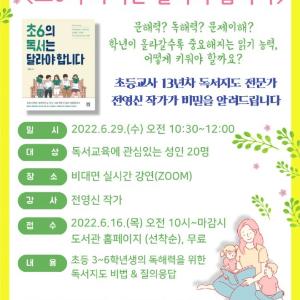 초6의
독서는
달라야 합니다
문해력? 독해력? 문제이해?
학년이 올라갈수록 중요해지는 읽기 능력,
어떻게 키워야 할까요?
초등교사 13년차 독서지도 전문가
전영신 작가가 비밀을 알려드립니다
일 시
2022.6.29.(수) 오전 10:30~12:00
대 상
독서교육에 관심있는 성인 20명
장 소
비대면 실시간 강연(ZOOM)
강 사
전영신 작가
접 수
2022.6.16.(목) 오전 10시~마감시
도서관 홈페이지 (선착순), 무료
내 용
초등 3~6학년생의 독해력을 위한
독서지도 비법 & 질의응답